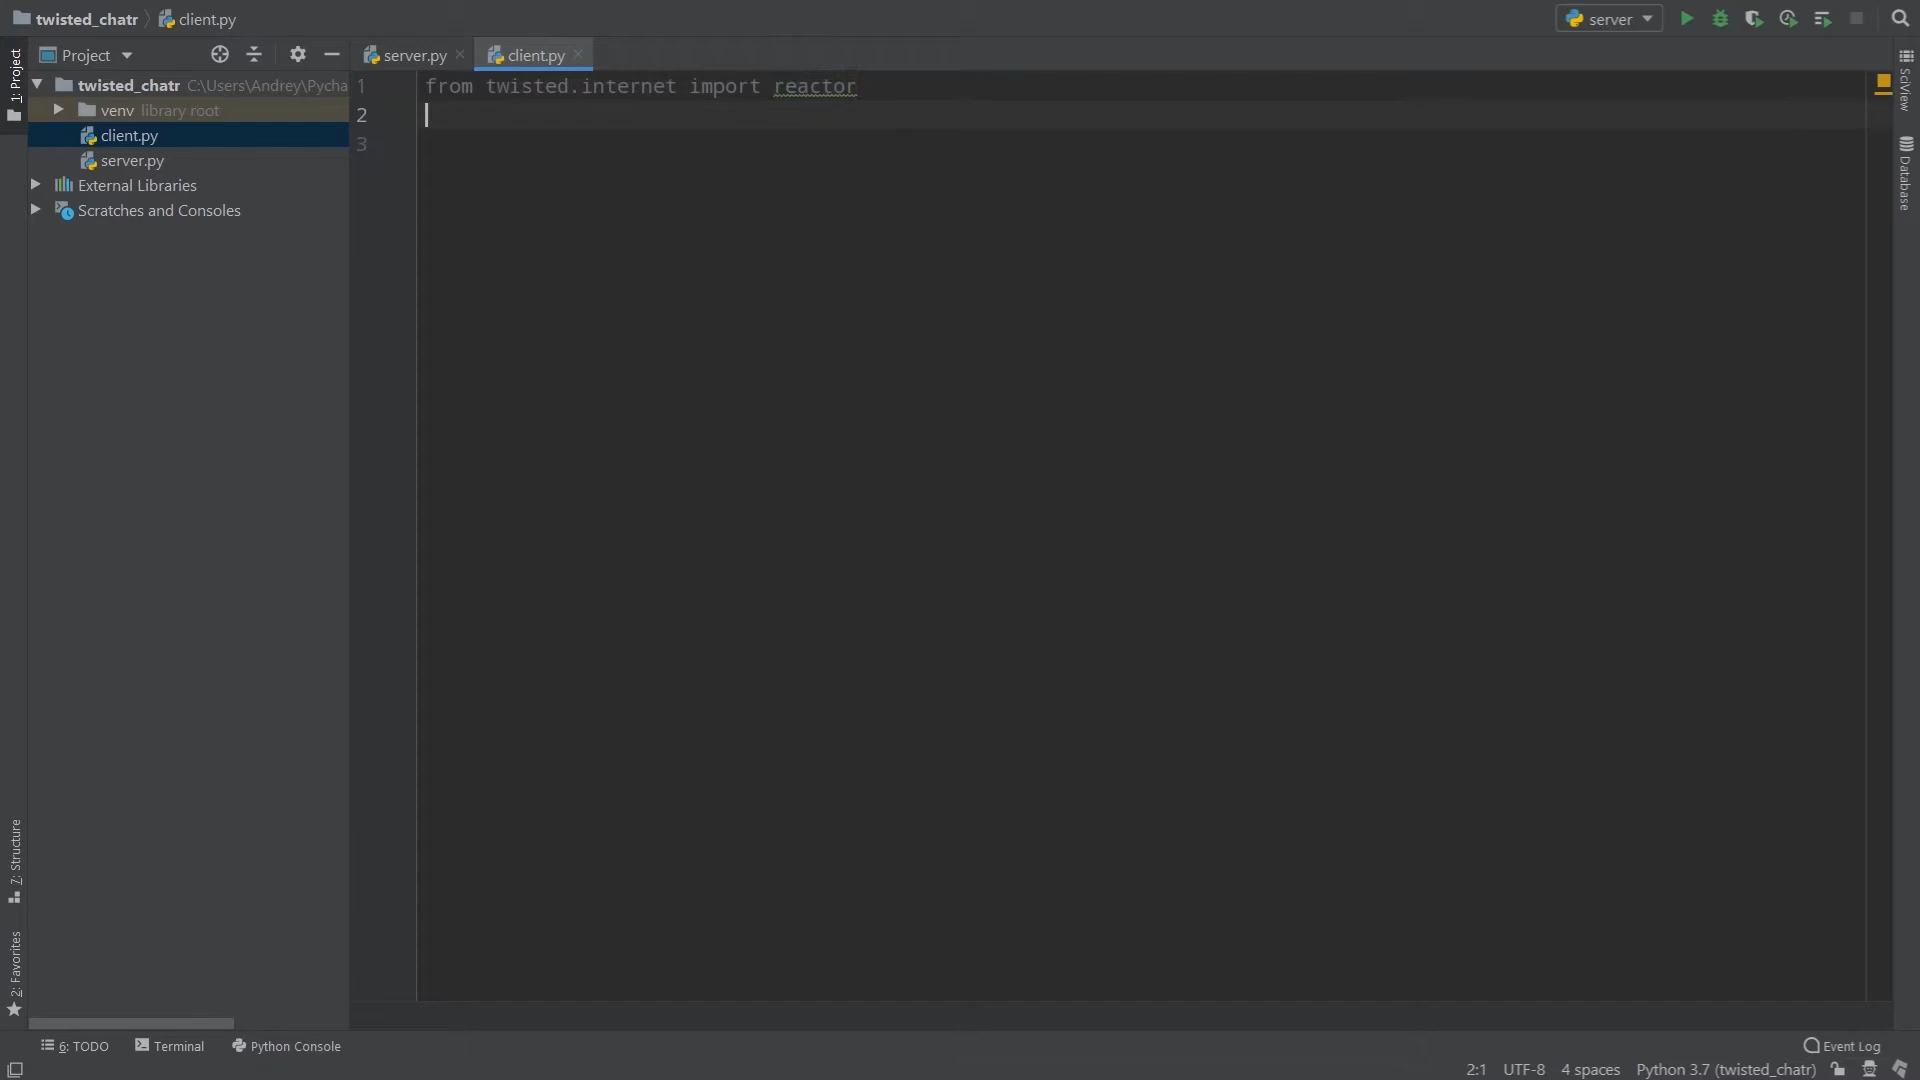 twisted_chatr
client.py
server
1: Project
Project
server.py
client.py
twisted_chatr C:\Users\Andrey\Pycha
venv library root
client.py
server.py
External Libraries
Scratches and Consoles
1 from twisted.internet import reactor
2
3
SciView
Database
7: Structure
2: Favorites
6: TODO
Terminal
Python Console
Event Log
2:1 UTF-8 4 spaces Python 3.7 (twisted_chatr)